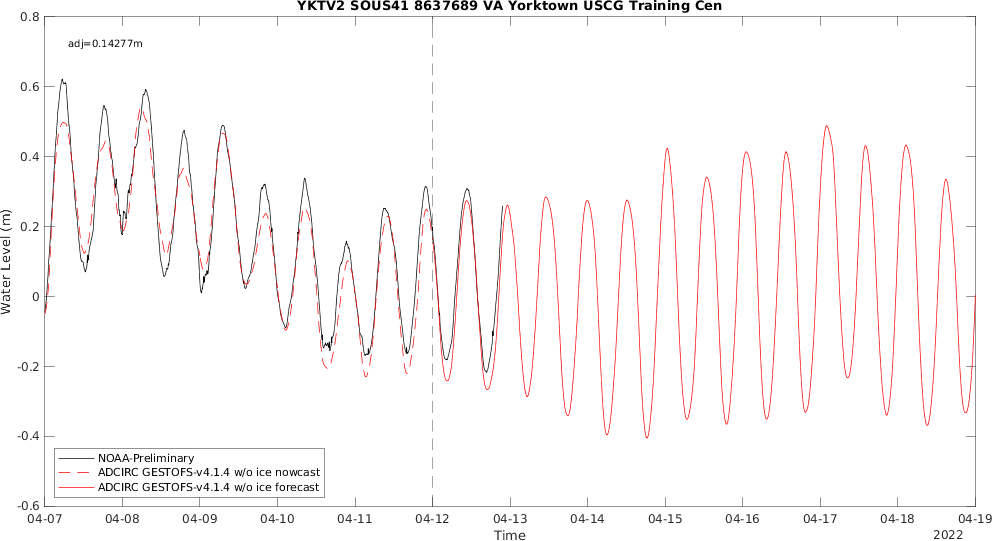 YKTV2 SOUS41 8637689 VA Yorktown USCG Training Cen
adj=0.14277m
0.8
0.6
0.4
0.2
0
-0.2
-0.4
-0.6
Water Level (m)
NOAA-Preliminary
ADCIRC GESTOFS-v4.1.4 w/o ice nowcast
ADCIRC GESTOFS-v4.1.4 w/o ice forecast
04-07 04-08 04-09 04-10 04-11 04-12 04-13 04-14 04-15 04-16 04-17 04-18 04-19
Time
2022